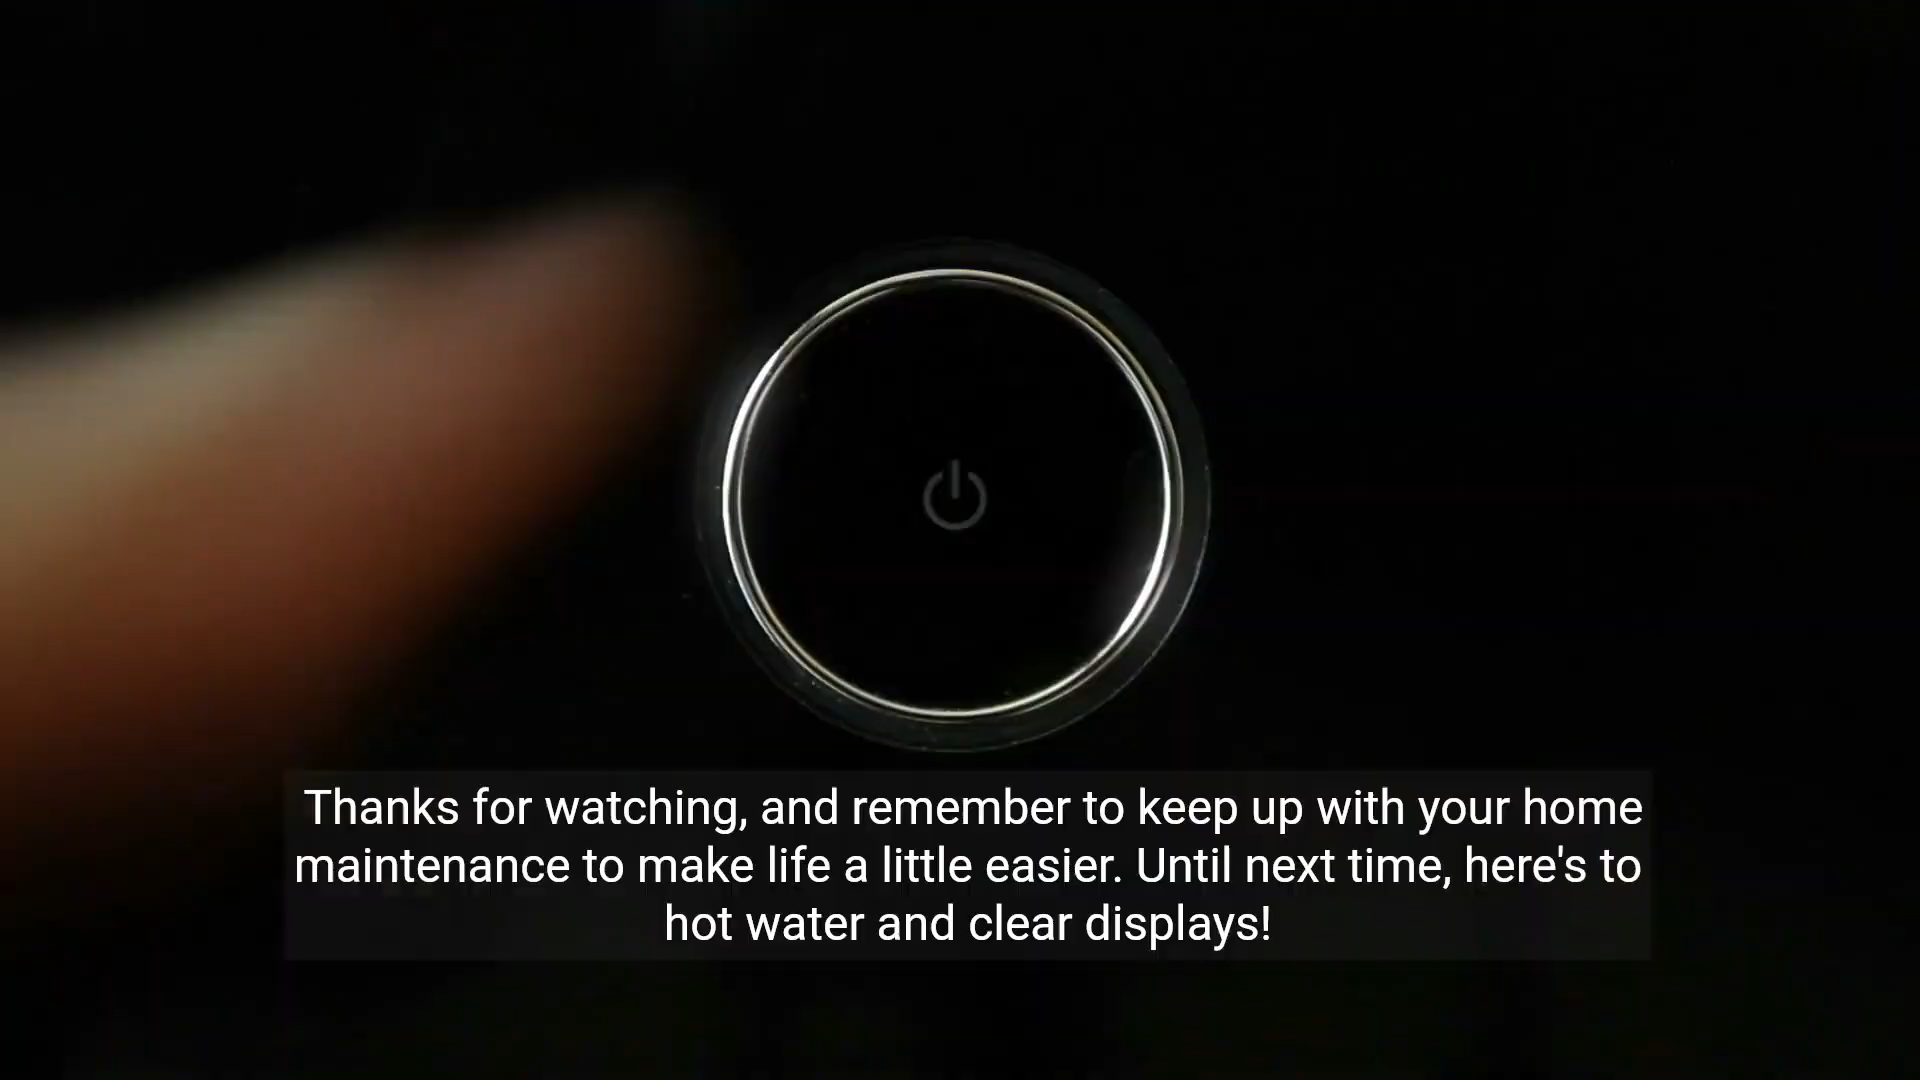 Thanks for watching, and remember to keep up with your home
maintenance to make life a little easier. Until next time, here's to
hot water and clear displays!